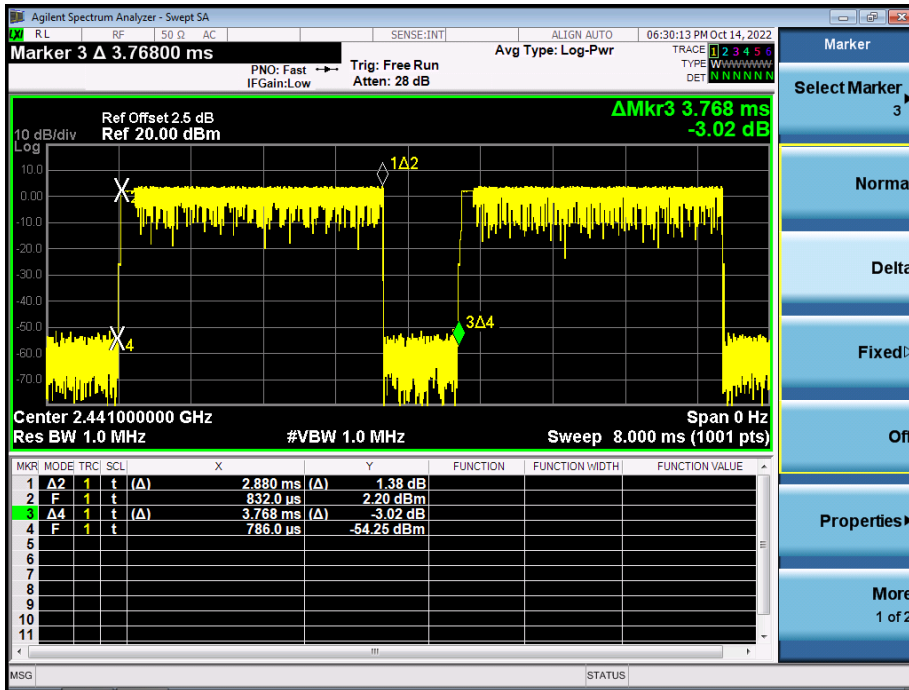 Agilent Spectrum Analyzer - Swept SA
LXI RL RF 50 Ω AC SENSE:INT ALIGN AUTO 06:30:13 PM Oct 14, 2022
Marker 3 Δ 3.76800 ms
PNO: Fast
IFGain:Low
Trig: Free Run
Atten: 28 dB
Avg Type: Log-Pwr
TRACE 1 2 3 4 5 6
TYPE WWWWWW
DET N N N N N N
ΔMkr3 3.768 ms
-3.02 dB
Ref Offset 2.5 dB
10 dB/div Ref 20.00 dBm
Log
10.0
0.00
-10.0
-20.0
-30.0
-40.0
-50.0
-60.0
-70.0
1Δ2
2
3Δ4
4
Center 2.441000000 GHz Span 0 Hz
Res BW 1.0 MHz #VBW 1.0 MHz Sweep 8.000 ms (1001 pts)
MKR MODE TRC SCL X Y FUNCTION FUNCTION WIDTH FUNCTION VALUE
1 Δ2 1 t (Δ) 2.880 ms (Δ) 1.38 dB
2 F 1 t 832.0 µs 2.20 dBm
3 Δ4 1 t (Δ) 3.768 ms (Δ) -3.02 dB
4 F 1 t 786.0 µs -54.25 dBm
5
6
7
8
9
10
11
MSG STATUS
Marker
Select Marker
3
Norma
Delta
Fixed
Off
Properties
More
1 of 2